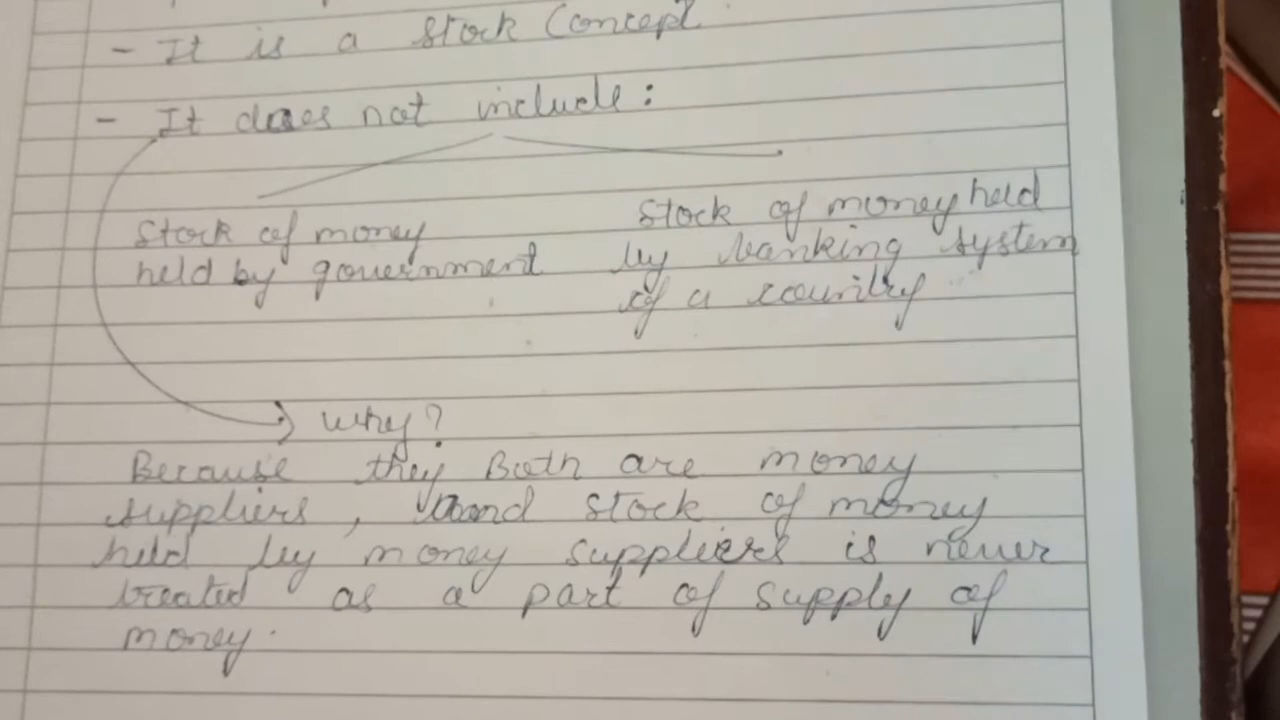 - It is a Stock Concept
- It does not include:
Stock of money
held by government
Stock of money held
by banking system
of a country
Why?
Because they Both are money
suppliers, and stock of money
held by money suppliers is never
treated as a part of supply of
money.